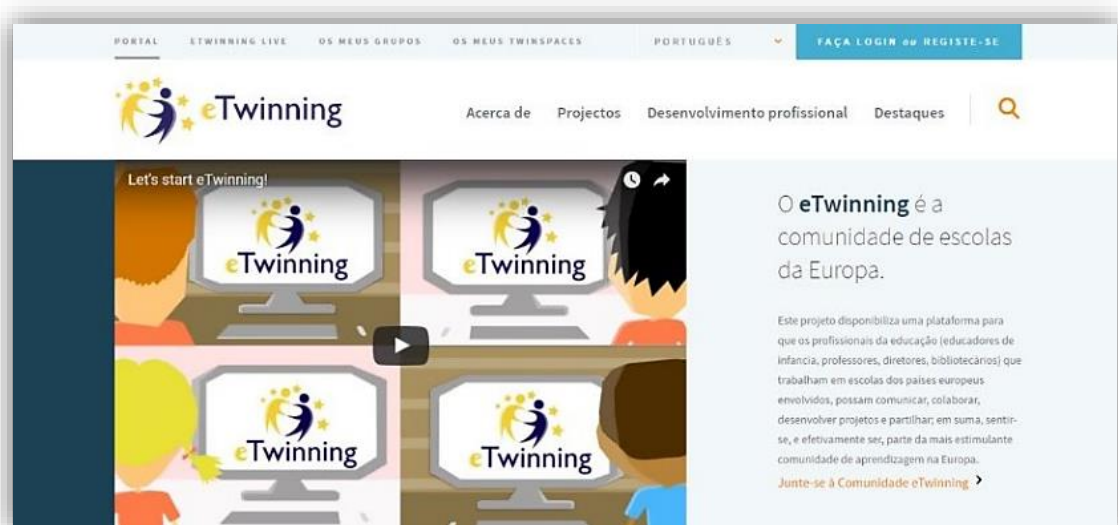 PORTAL ETWINNING LIVE OS MEUS GRUPOS OS MEUS TWINSPACES PORTUGUÊS FAÇA LOGIN ou REGISTE-SE
eTwinning Acerca de Projectos Desenvolvimento profissional Destaques
Let's start eTwinning!
eTwinning
eTwinning
eTwinning
eTwinning
O eTwinning é a
comunidade de escolas
da Europa.
Este projeto disponibiliza uma plataforma para
que os profissionais da educação (educadores de
infancia, professores, diretores, bibliotecários) que
trabalham em escolas dos países europeus
envolvidos, possam comunicar, colaborar,
desenvolver projetos e partilhar; em suma, sentir-
se, e efetivamente ser, parte da mais estimulante
comunidade de aprendizagem na Europa.
Junte-se à Comunidade eTwinning